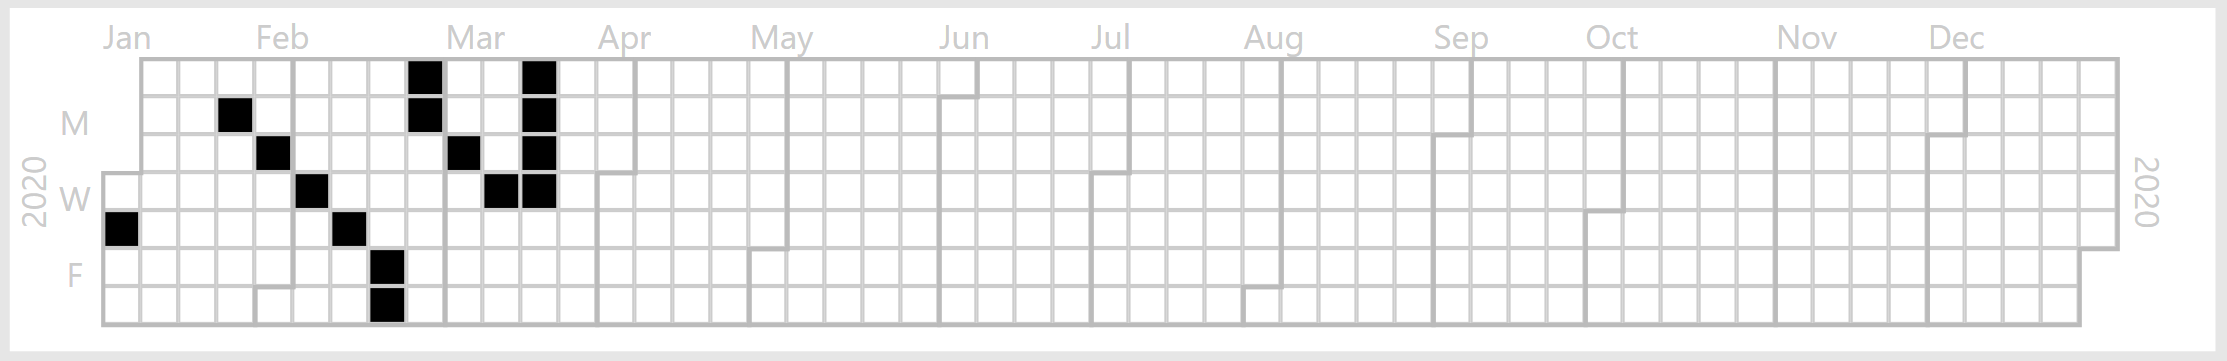 Jan Feb Mar Apr May Jun Jul Aug Sep Oct Nov Dec
2020
M
W
F
2020